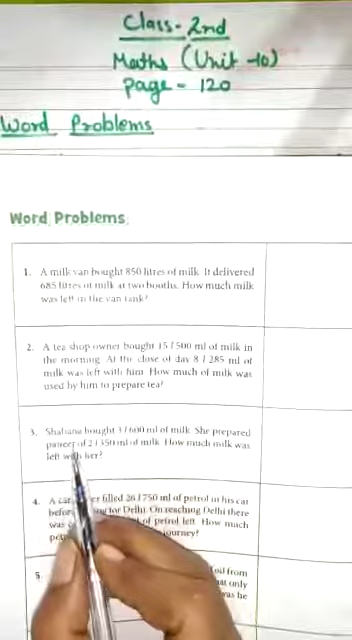 Class - 2nd
Maths (Unit - 10)
Page - 120
Word Problems
Word Problems
1. A milk van bought 850 litres of milk. It delivered
685 litres of milk at two booths. How much milk
was left in the van tank?
2. A tea shop owner bought 15 l 500 ml of milk in
the morning. At the close of day 8 l 285 ml of
milk was left with him. How much of milk was
used by him to prepare tea?
3. bought 3 l 600 ml of milk. She prepared
paneer of 2 l 350 ml of milk. How much milk was
left with her?
4. A car er filled 26 l 750 ml of petrol in his car
for Delhi. On reaching Delhi there
was of petrol left. How much
journey?
5. oil from
only
was he